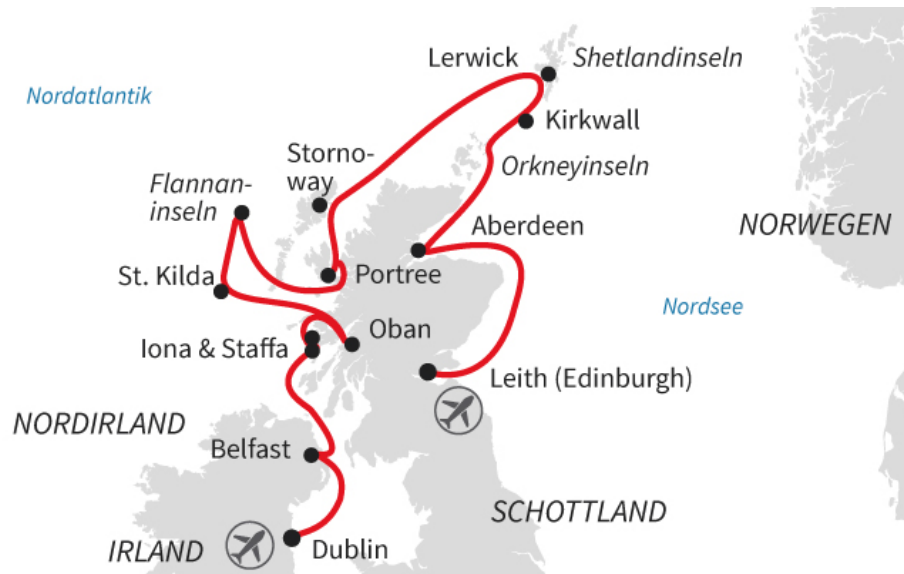 Lerwick
Shetlandinseln
Nordatlantik
Kirkwall
Storno-
way
Orkneyinseln
Flannan-
inseln
Aberdeen
NORWEGEN
St. Kilda
Portree
Nordsee
Oban
Iona & Staffa
Leith (Edinburgh)
NORDIRLAND
Belfast
SCHOTTLAND
IRLAND
Dublin